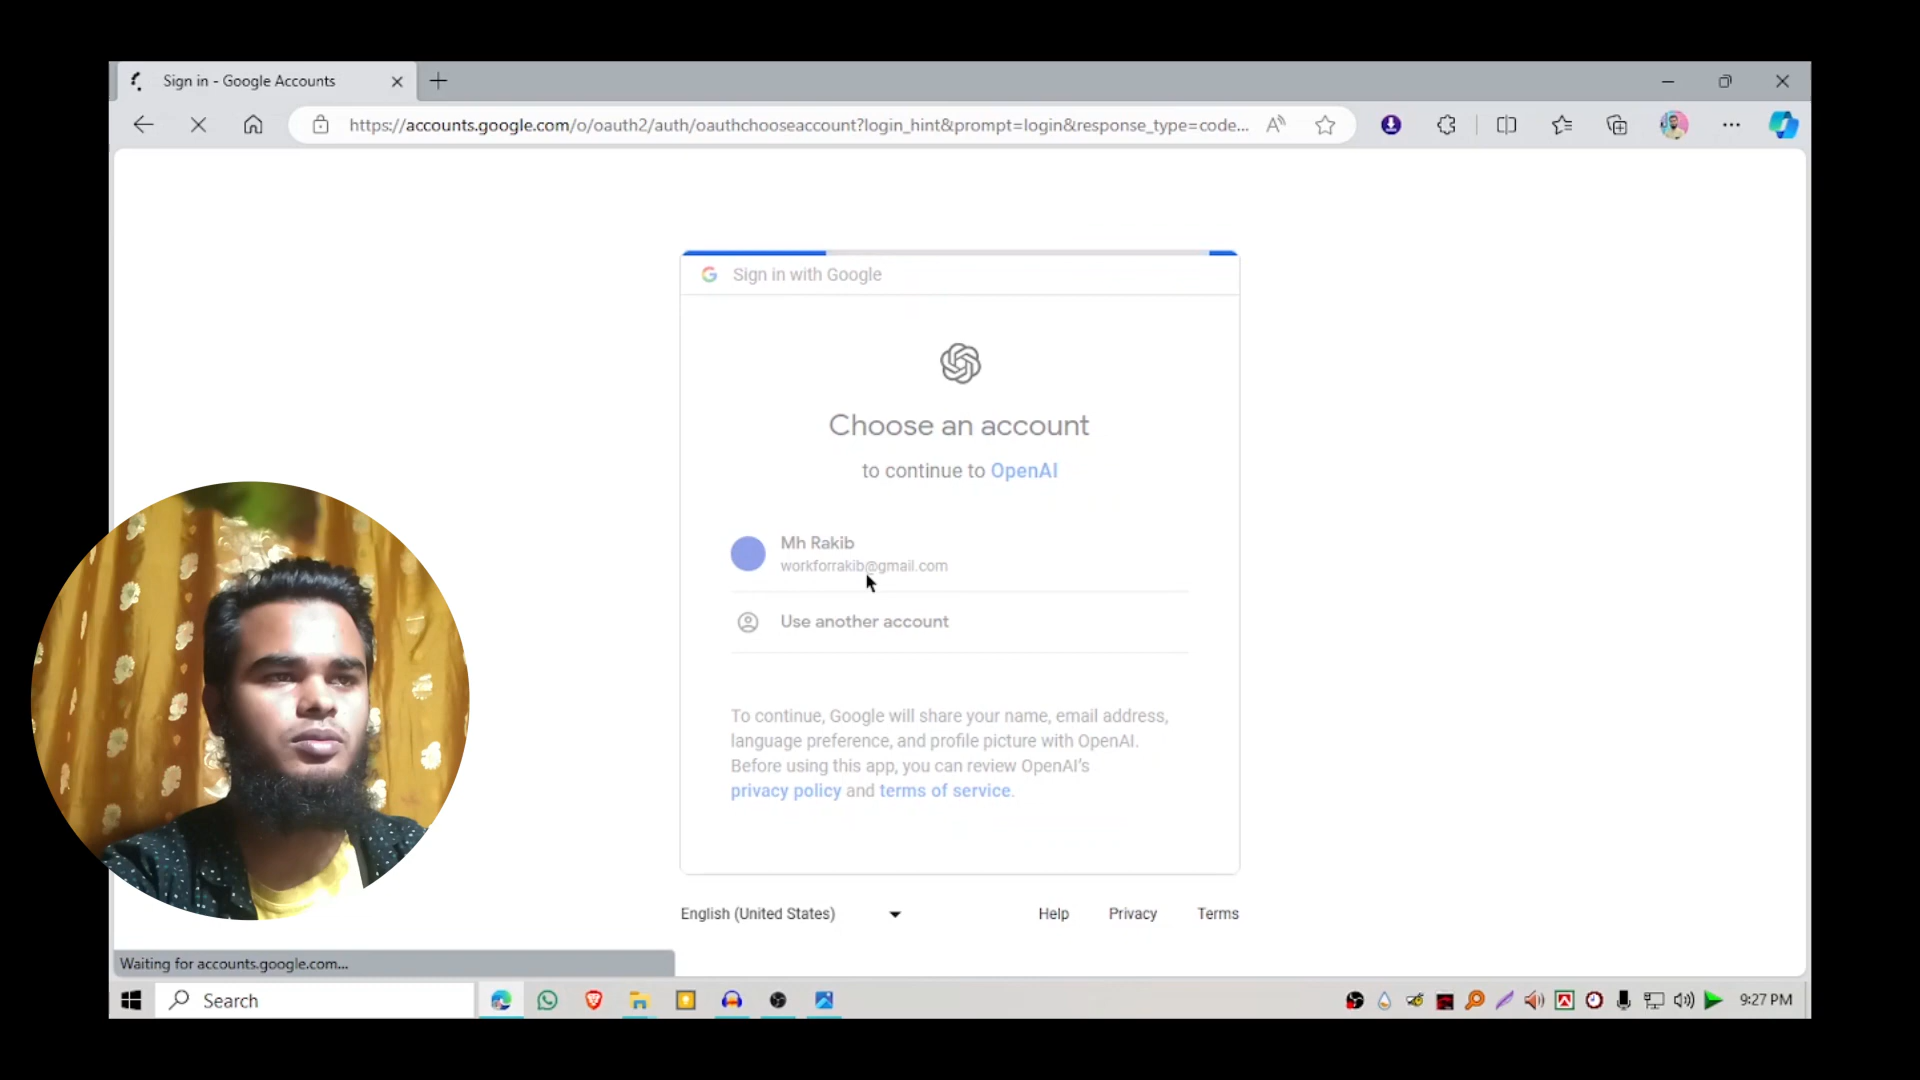 Sign in - Google Accounts
https://accounts.google.com/o/oauth2/auth/oauthchooseaccount?login_hint&prompt=login&response_type=code...
Sign in with Google
Choose an account
to continue to OpenAI
Mh Rakib
workforrakib@gmail.com
Use another account
To continue, Google will share your name, email address,
language preference, and profile picture with OpenAI.
Before using this app, you can review OpenAI's
privacy policy and terms of service.
English (United States)
Help Privacy Terms
Waiting for accounts.google.com...
Search
9:27 PM